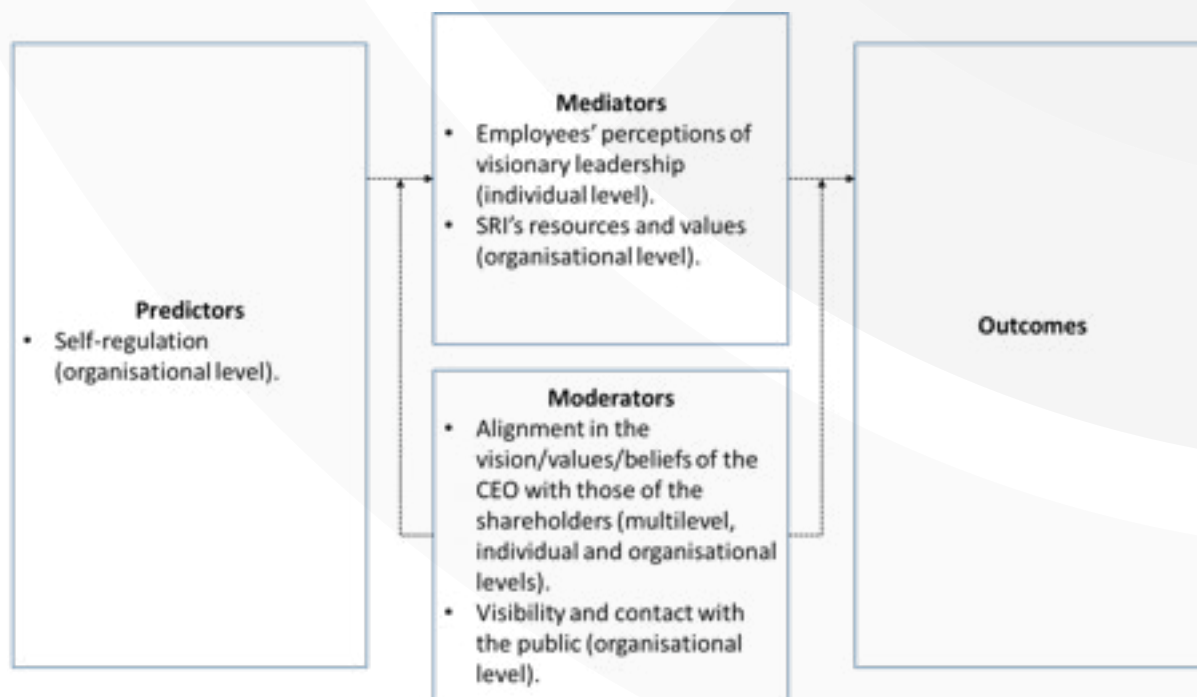 Predictors
• Self-regulation
(organisational level).
Mediators
• Employees' perceptions of
visionary leadership
(individual level).
• SRI's resources and values
(organisational level).
Moderators
• Alignment in the
vision/values/beliefs of the
CEO with those of the
shareholders (multilevel,
individual and organisational
levels).
• Visibility and contact with
the public (organisational
level).
Outcomes